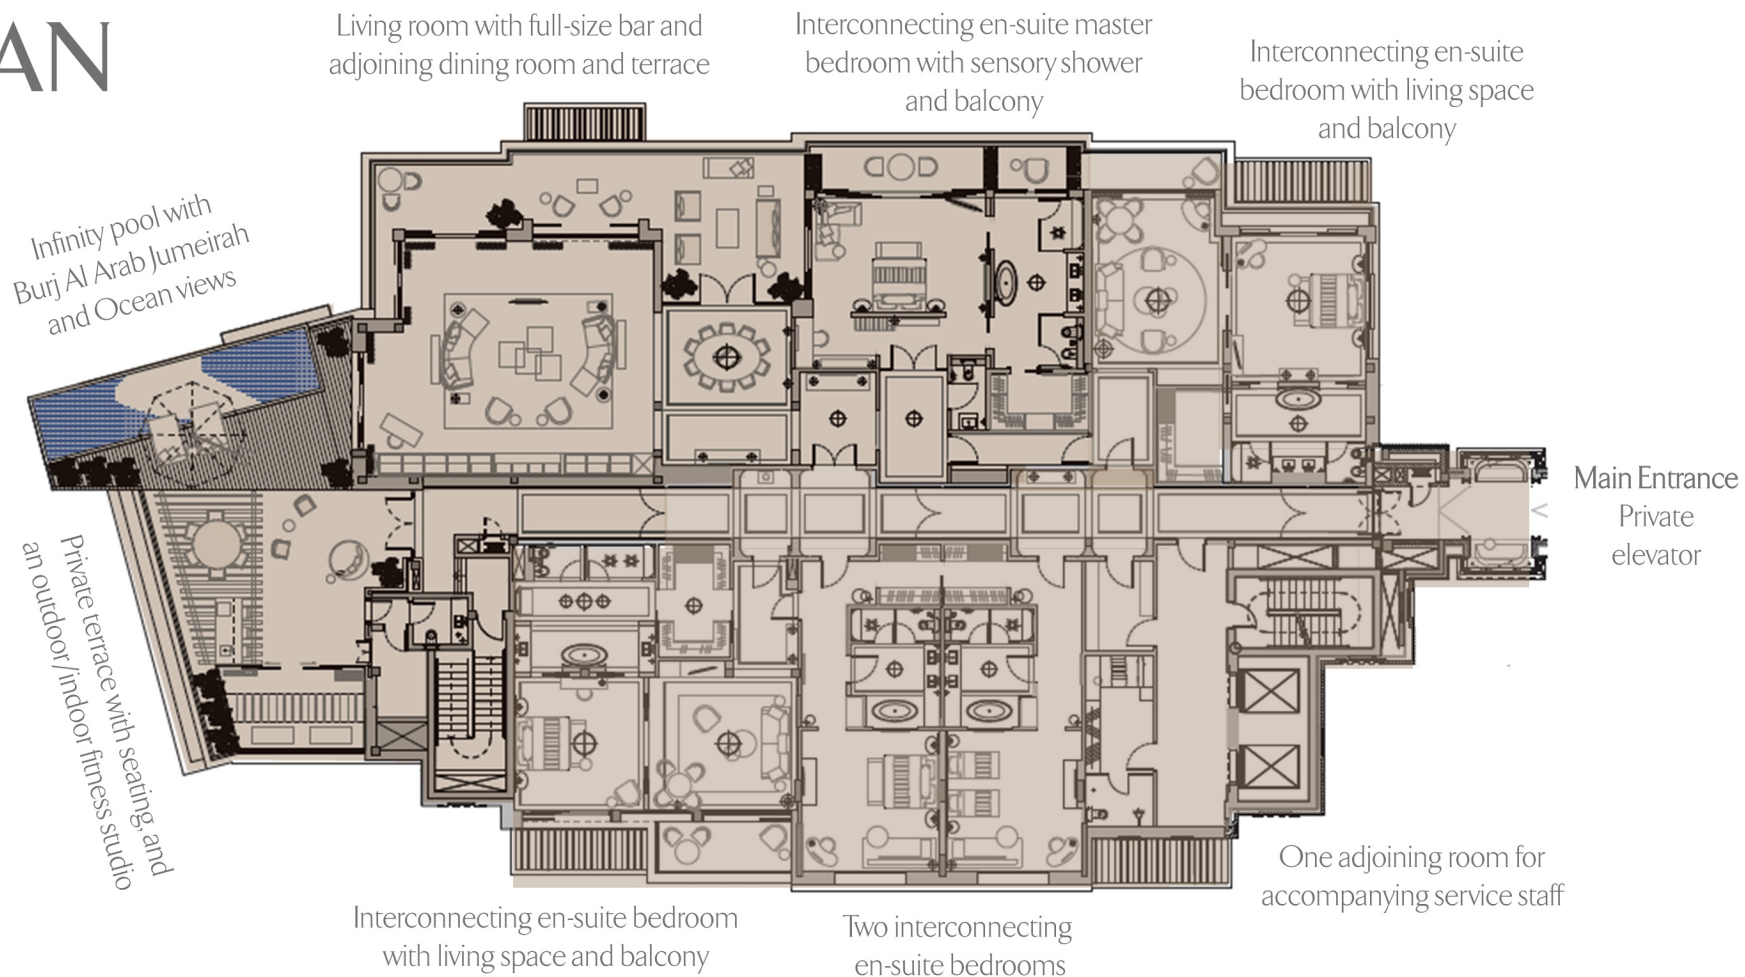 AN
Living room with full-size bar and
adjoining dining room and terrace
Interconnecting en-suite master
bedroom with sensory shower
and balcony
Interconnecting en-suite
bedroom with living space
and balcony
Infinity pool with
Burj Al Arab Jumeirah
and Ocean views
Main Entrance
Private
elevator
Private terrace with seating, and
an outdoor/indoor fitness studio
Interconnecting en-suite bedroom
with living space and balcony
Two interconnecting
en-suite bedrooms
One adjoining room for
accompanying service staff